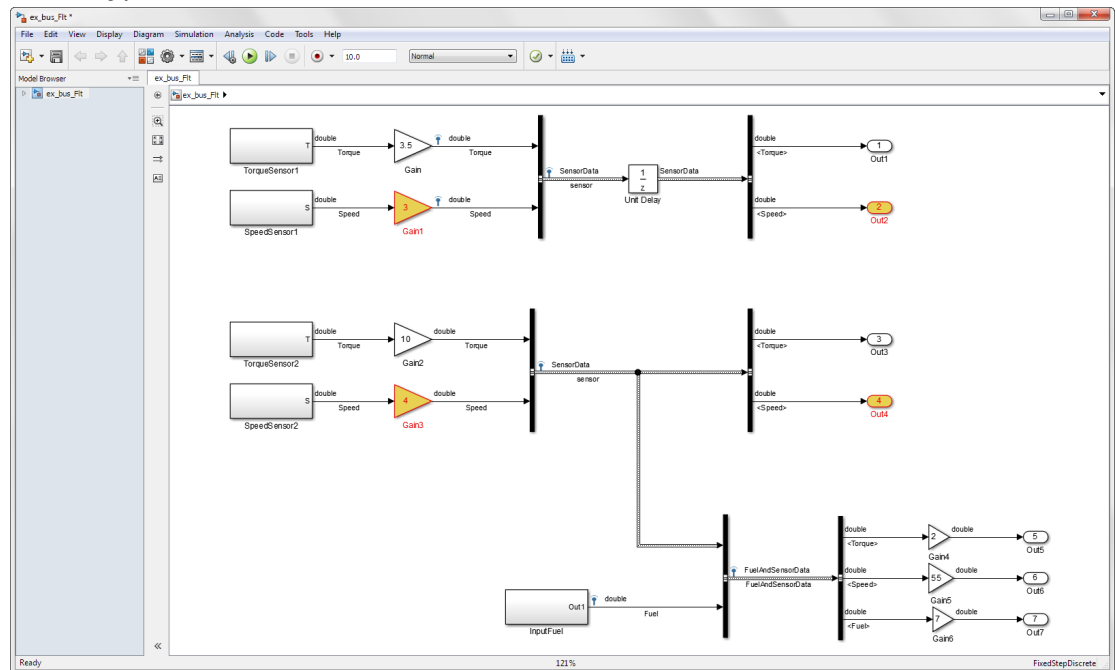 ex_bus_Flt *
File Edit View Display Diagram Simulation Analysis Code Tools Help
10.0 Normal
Model Browser
ex_bus_Flt
ex_bus_Flt
ex_bus_Flt
T double Torque
TorqueSensor1
3.5
Gain
double Torque
S double Speed
SpeedSensor1
3
Gain1
double Speed
SensorData
sensor
1
z
Unit Delay
SensorData
double
<Torque>
1
Out1
double
<Speed>
2
Out2
T double Torque
TorqueSensor2
10
Gain2
double Torque
S double Speed
SpeedSensor2
4
Gain3
double Speed
SensorData
sensor
double
<Torque>
3
Out3
double
<Speed>
4
Out4
Out1
InputFuel
double
Fuel
FuelAndSensorData
FuelAndSensorData
double
<Torque>
2
Gain4
double
5
Out5
double
<Speed>
55
Gain5
double
6
Out6
double
<Fuel>
7
Gain6
double
7
Out7
Ready 121% FixedStepDiscrete